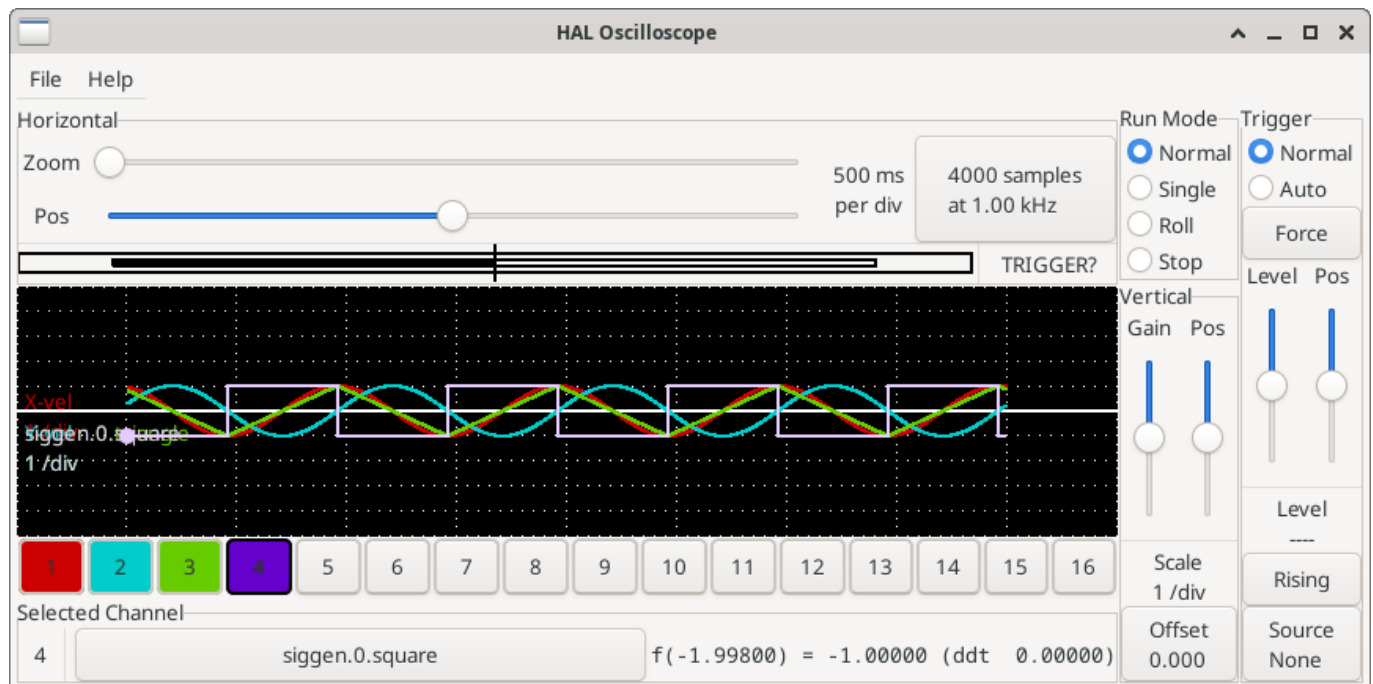 HAL Oscilloscope
File Help
Horizontal
Zoom
Pos
500 ms
per div
4000 samples
at 1.00 kHz
TRIGGER?
Run Mode
Normal
Single
Roll
Stop
Trigger
Normal
Auto
Force
Level Pos
Vertical
Gain Pos
X-vel
siggen.0.square
1 /div
1 2 3 4 5 6 7 8 9 10 11 12 13 14 15 16
Scale
1 /div
Offset
0.000
Level
----
Rising
Source
None
Selected Channel
4
siggen.0.square
f(-1.99800) = -1.00000 (ddt 0.00000)